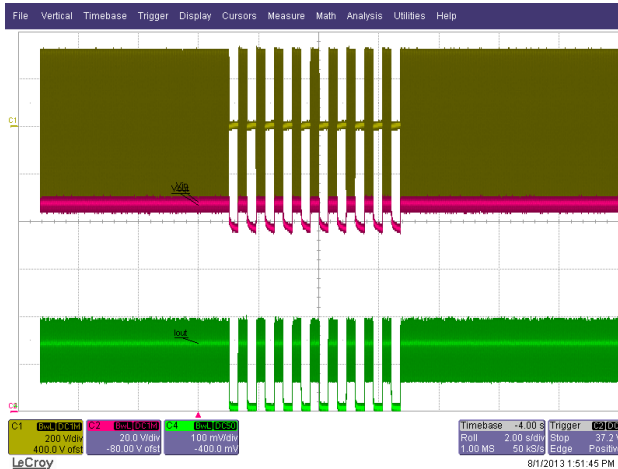 File Vertical Timebase Trigger Display Cursors Measure Math Analysis Utilities Help
C1
Iout
C1 BwL DC1M
200 V/div
400.0 V ofst
C2 BwL DC1M
20.0 V/div
-80.00 V ofst
C4 BwL DC50
100 mV/div
-400.0 mV
Timebase -4.00 s
Roll 2.00 s/div
1.00 MS 50 kS/s
Trigger C2 DC
Stop 37.2 V
Edge Positiv
LeCroy
8/1/2013 1:51:45 PM